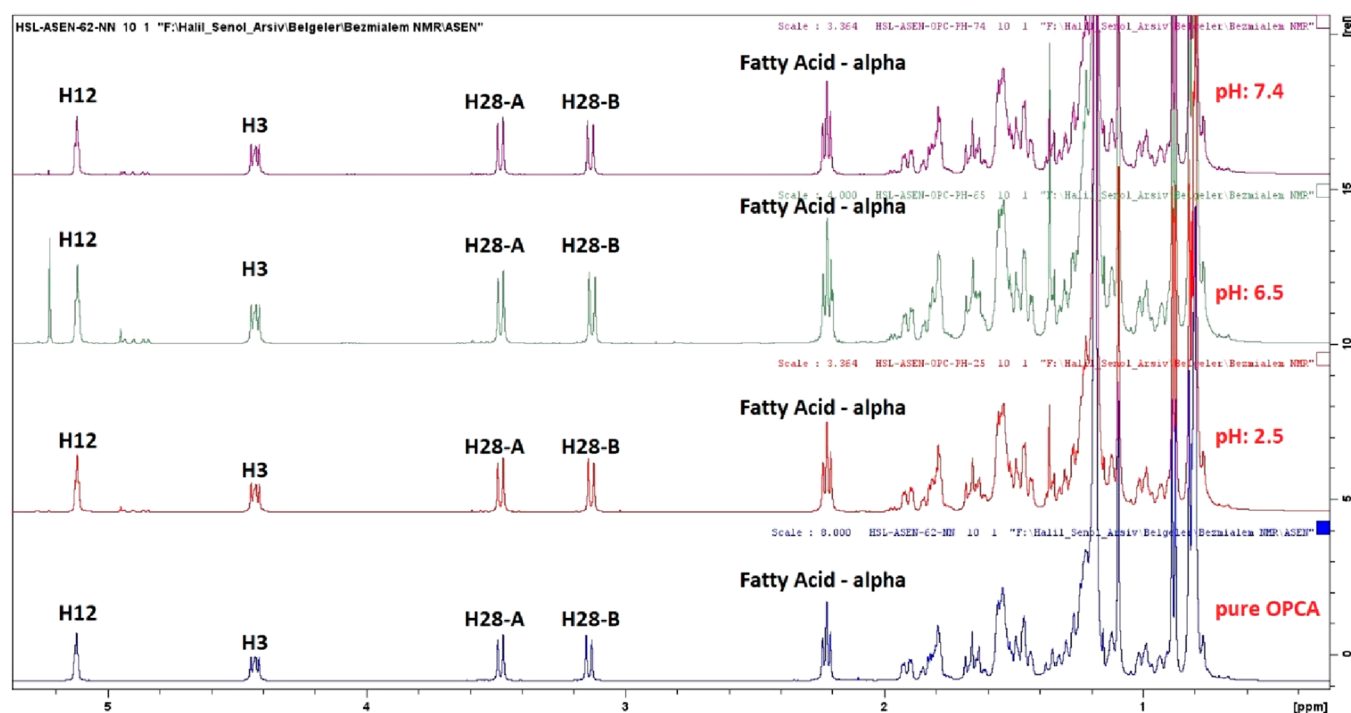 HSL-ASEN-62-NN 10 1 "F:\Halil_Senol_Arsiv\Belgeler\Bezmialem NMR\ASEN"
Scale : 3.364 HSL-ASEN-OPC-PH-74 10 1 "F:\Halil_Senol_Arsiv\Belgeler\Bezmialem NMR"
[rel]
H12
H3
H28-A
H28-B
Fatty Acid - alpha
pH: 7.4
15
Scale : 4.000 HSL-ASEN-OPC-PH-65 10 1 "F:\Halil_Senol_Arsiv\Belgeler\Bezmialem NMR"
H12
H3
H28-A
H28-B
Fatty Acid - alpha
pH: 6.5
10
Scale : 3.364 HSL-ASEN-OPC-PH-25 10 1 "F:\Halil_Senol_Arsiv\Belgeler\Bezmialem NMR"
H12
H3
H28-A
H28-B
Fatty Acid - alpha
pH: 2.5
5
Scale : 8.000 HSL-ASEN-62-NN 10 1 "F:\Halil_Senol_Arsiv\Belgeler\Bezmialem NMR\ASEN"
H12
H3
H28-A
H28-B
Fatty Acid - alpha
pure OPCA
0
5 4 3 2 1 [ppm]